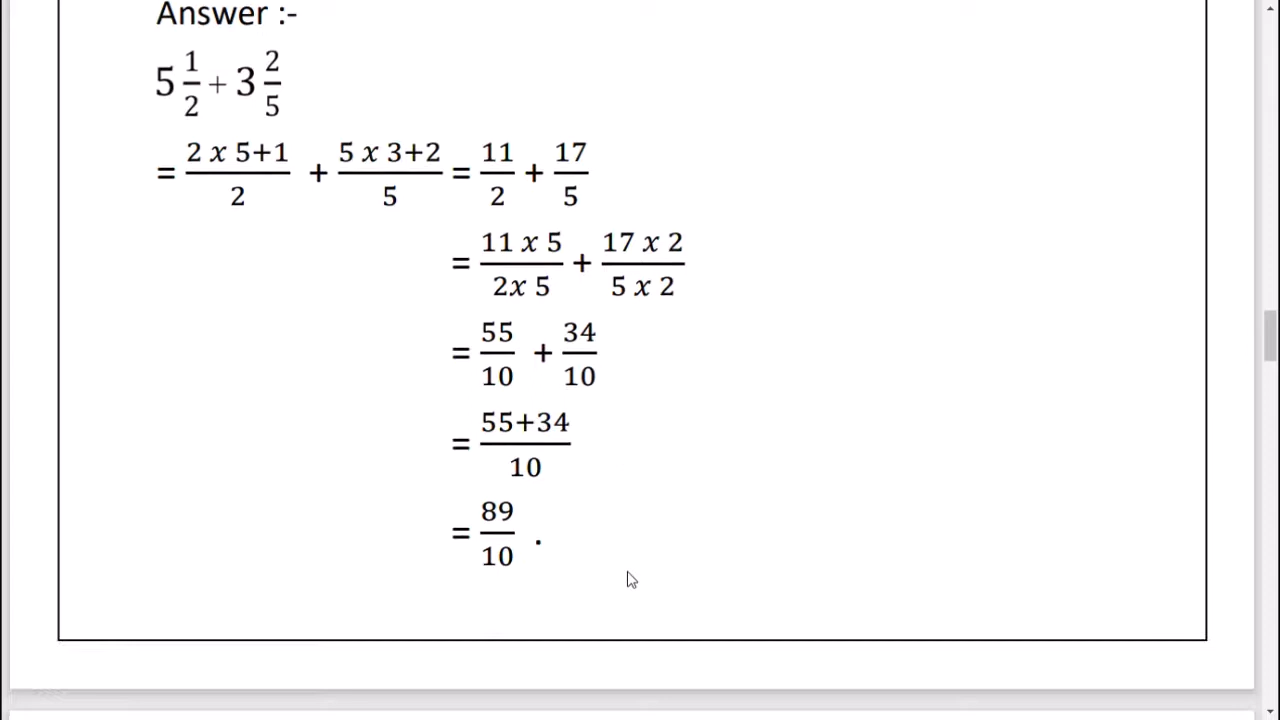 Answer :-
5 1/2 + 3 2/5
= (2 x 5+1)/2 + (5 x 3+2)/5 = 11/2 + 17/5
= (11 x 5)/(2x 5) + (17 x 2)/(5 x 2)
= 55/10 + 34/10
= (55+34)/10
= 89/10 .